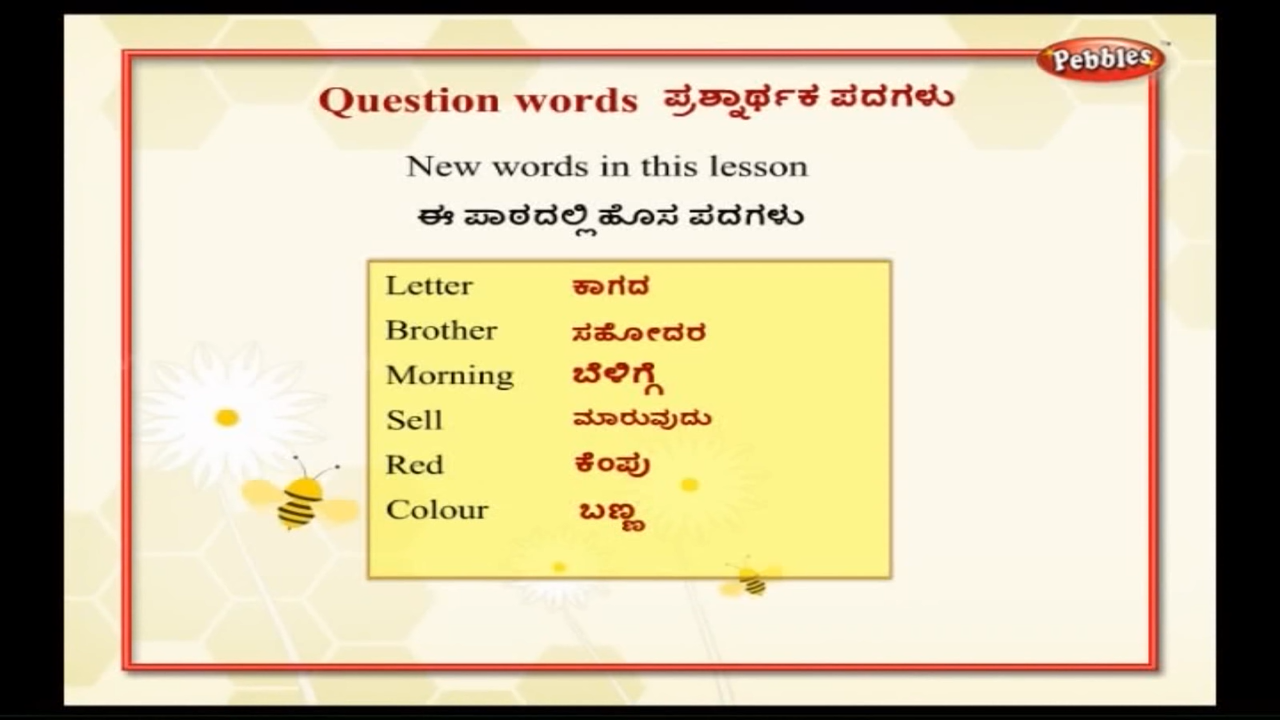 Pebbles
Question words ಪ್ರಶ್ನಾರ್ಥಕ ಪದಗಳು
New words in this lesson
ಈ ಪಾಠದಲ್ಲಿ ಹೊಸ ಪದಗಳು
Letter ಕಾಗದ
Brother ಸಹೋದರ
Morning ಬೆಳಿಗ್ಗೆ
Sell ಮಾರುವುದು
Red ಕೆಂಪು
Colour ಬಣ್ಣ